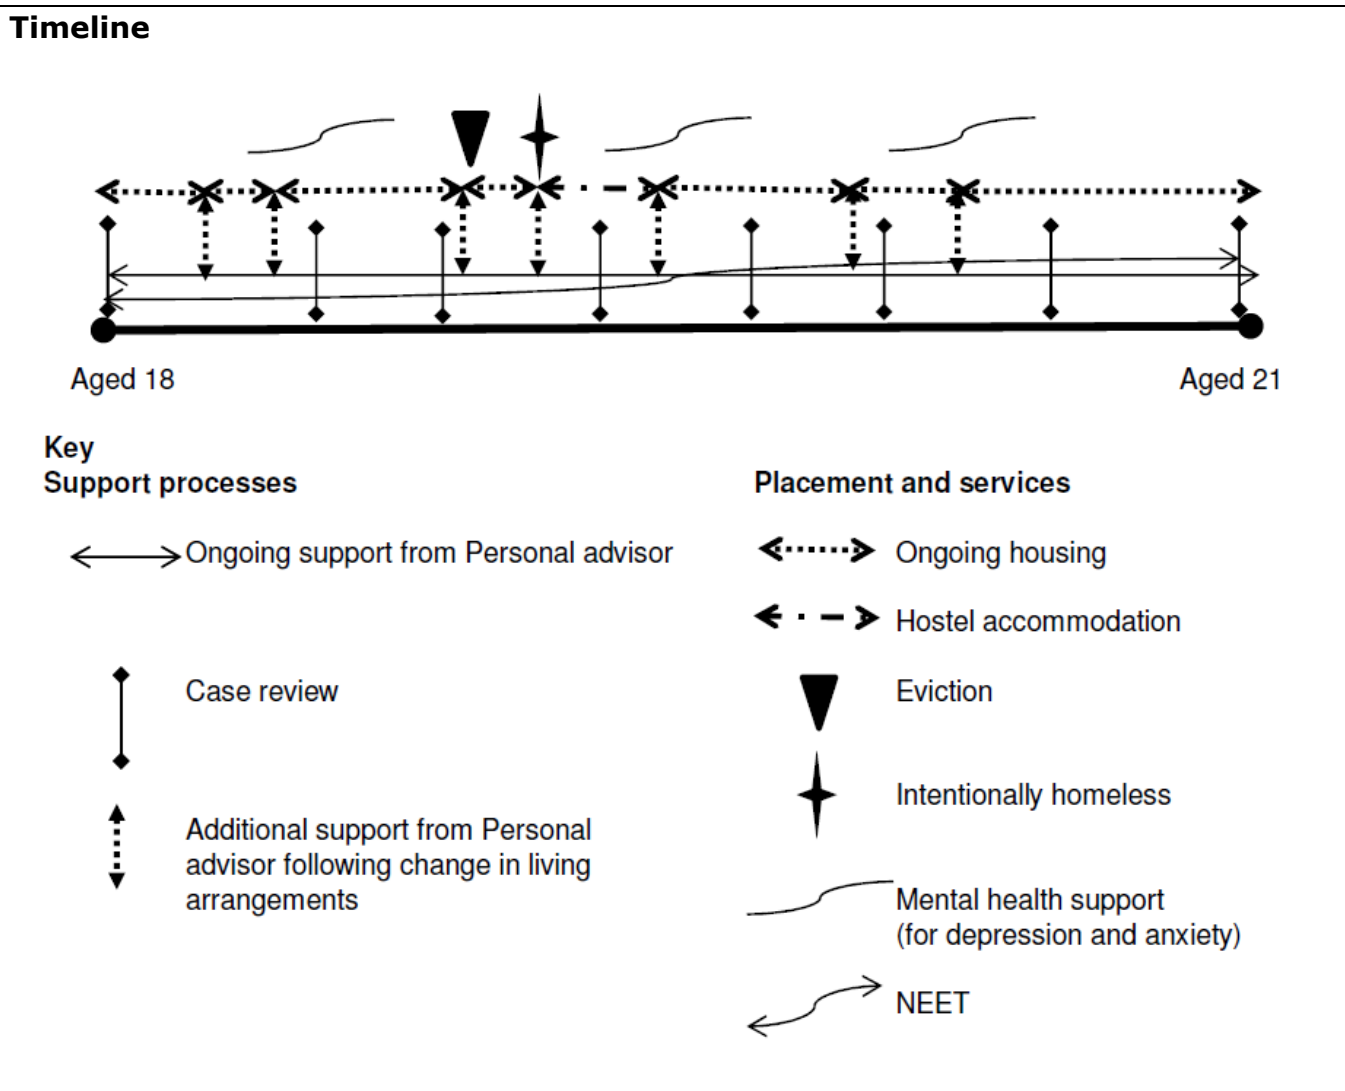 Timeline
Aged 18
Aged 21
Key
Support processes
Ongoing support from Personal advisor
Case review
Additional support from Personal
advisor following change in living
arrangements
Placement and services
Ongoing housing
Hostel accommodation
Eviction
Intentionally homeless
Mental health support
(for depression and anxiety)
NEET